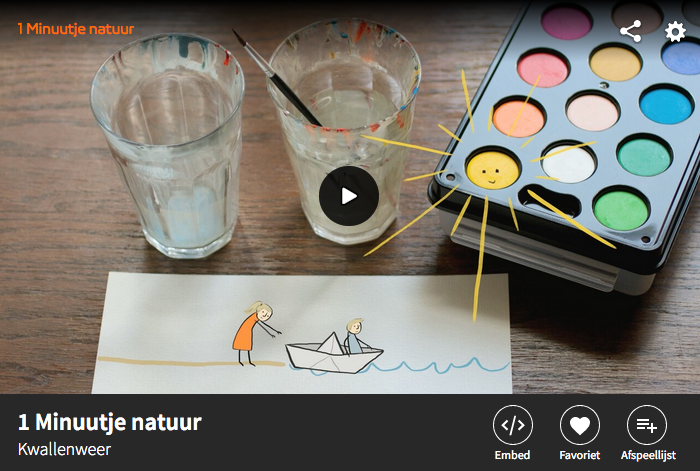 1 Minuutje natuur
1 Minuutje natuur
Kwallenweer
Embed
Favoriet
Afspeellijst